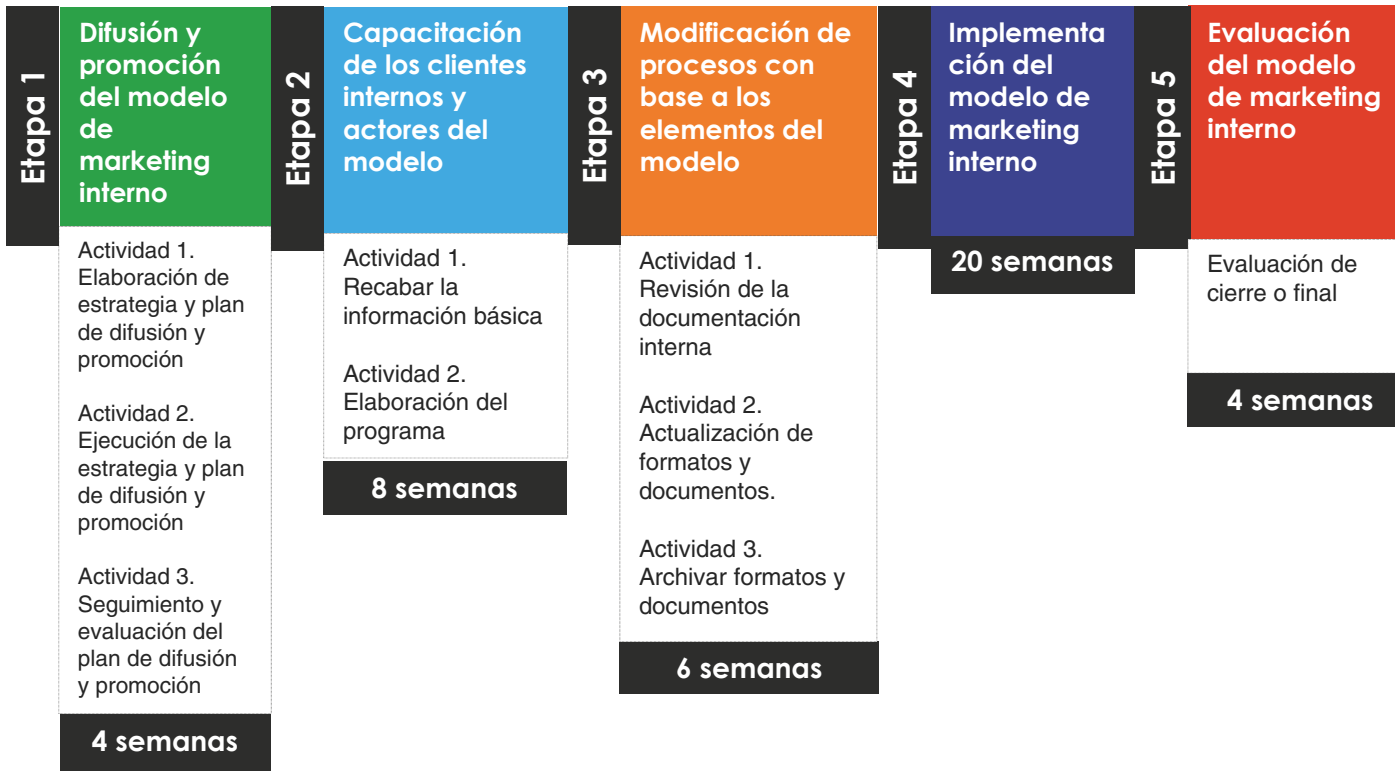 Etapa 1
Difusión y
promoción
del modelo
de
marketing
interno
Actividad 1.
Elaboración de
estrategia y plan
de difusión y
promoción
Actividad 2.
Ejecución de la
estrategia y plan
de difusión y
promoción
Actividad 3.
Seguimiento y
evaluación del
plan de difusión
y promoción
4 semanas
Etapa 2
Capacitación
de los clientes
internos y
actores del
modelo
Actividad 1.
Recabar la
información básica
Actividad 2.
Elaboración del
programa
8 semanas
Etapa 3
Modificación de
procesos con
base a los
elementos del
modelo
Actividad 1.
Revisión de la
documentación
interna
Actividad 2.
Actualización de
formatos y
documentos.
Actividad 3.
Archivar formatos y
documentos
6 semanas
Etapa 4
Implementa
ción del
modelo de
marketing
interno
20 semanas
Etapa 5
Evaluación
del modelo
de marketing
interno
Evaluación de
cierre o final
4 semanas